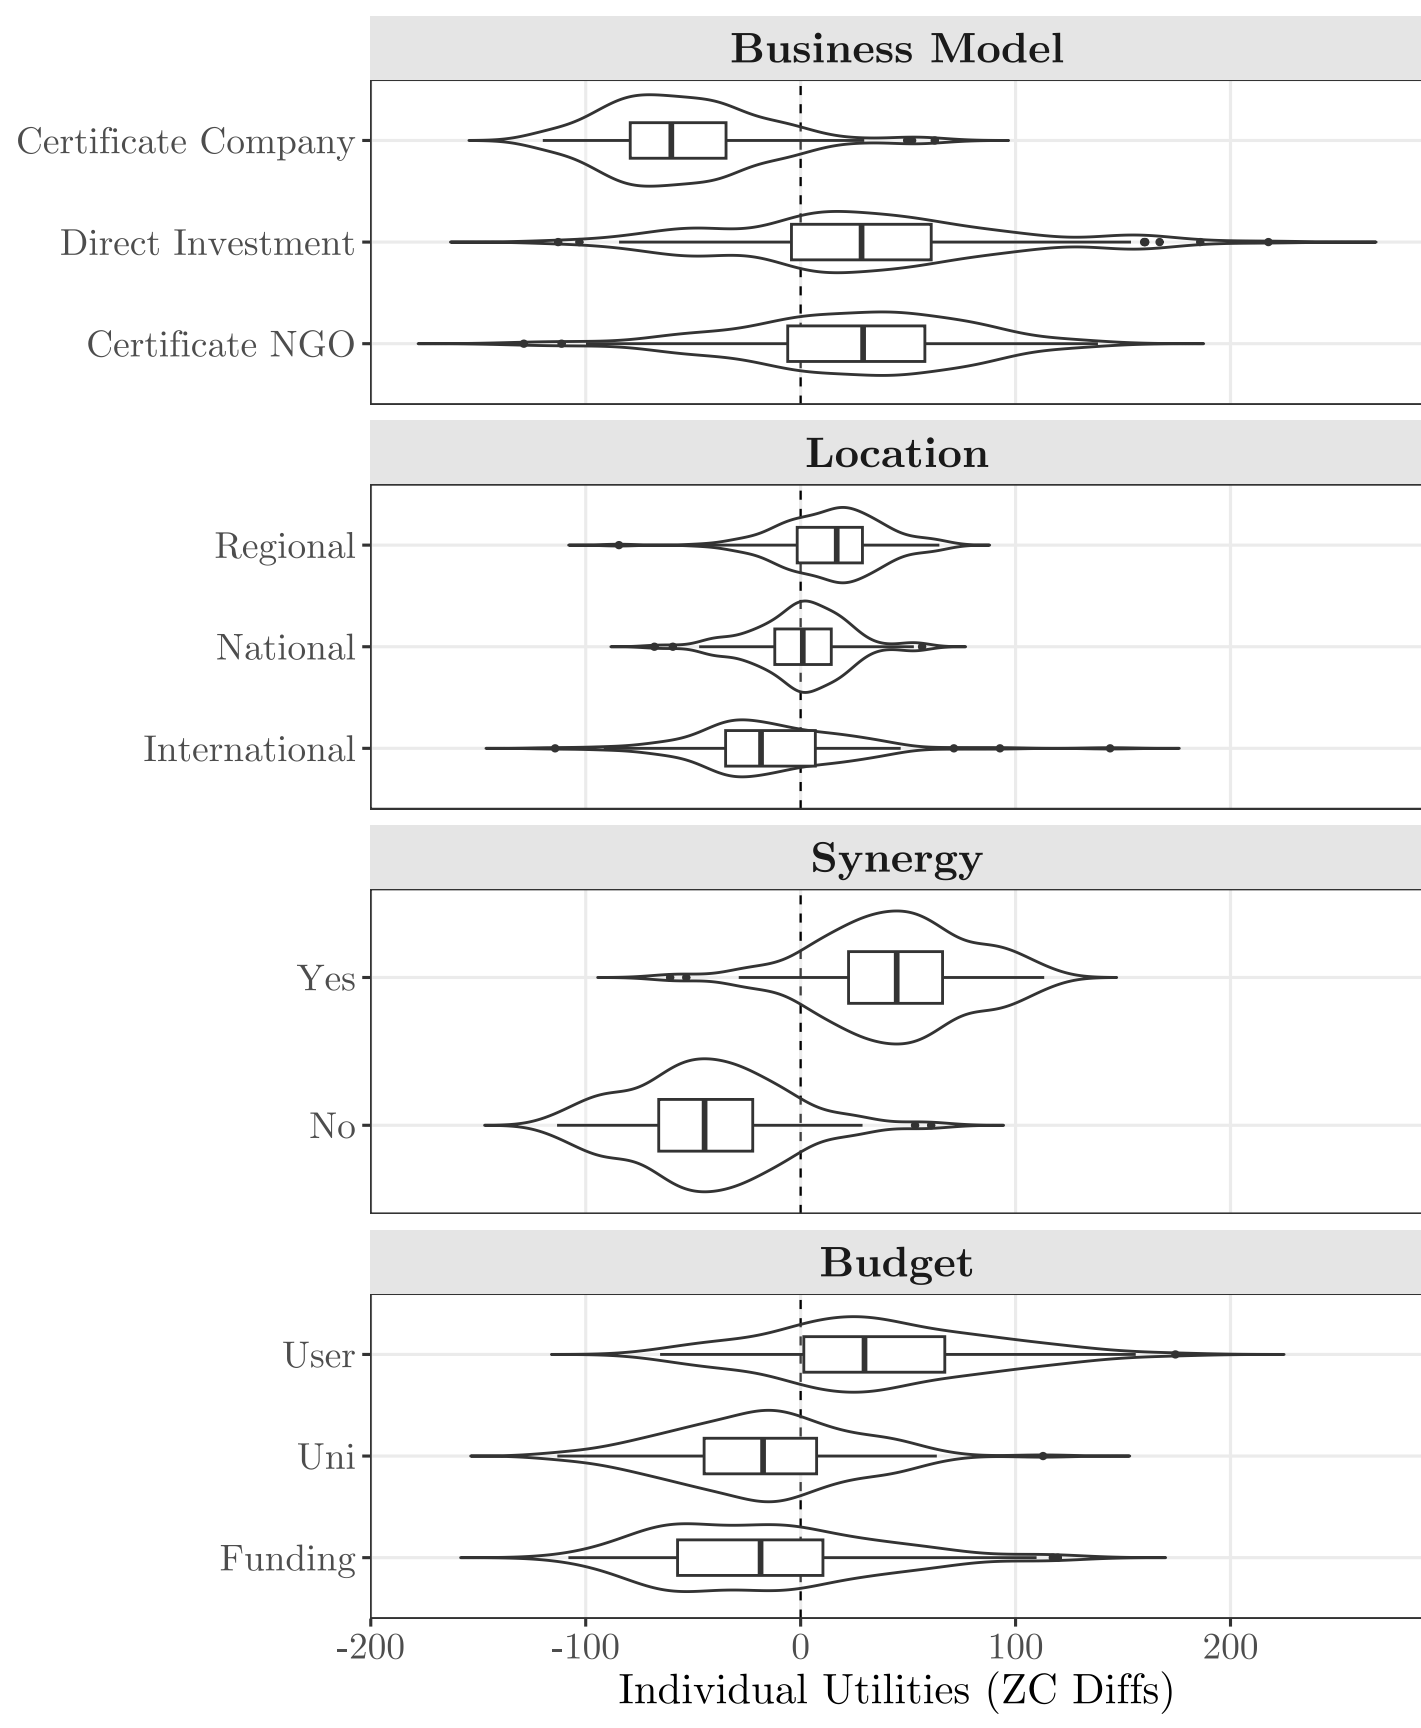 Business Model
Certificate Company
Direct Investment
Certificate NGO
Location
Regional
National
International
Synergy
Yes
No
Budget
User
Uni
Funding
-200 -100 0 100 200
Individual Utilities (ZC Diffs)